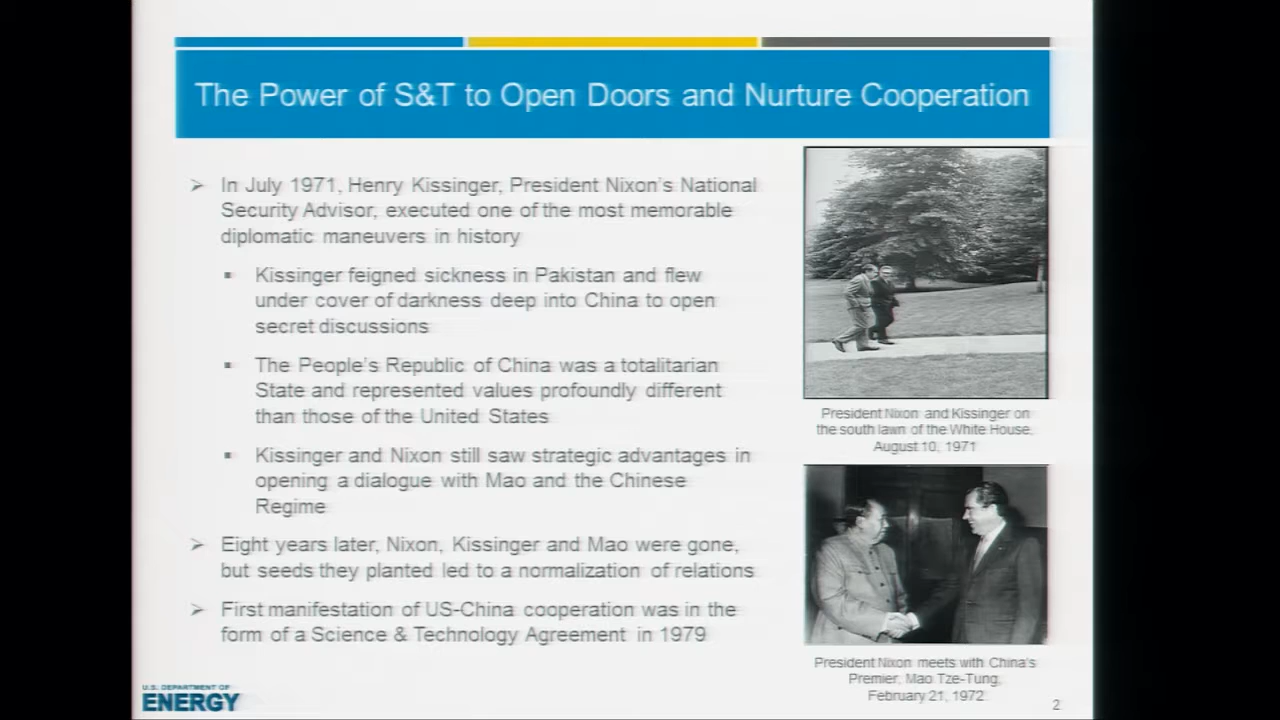 The Power of S&T to Open Doors and Nurture Cooperation
In July 1971, Henry Kissinger, President Nixon's National
Security Advisor, executed one of the most memorable
diplomatic maneuvers in history
Kissinger feigned sickness in Pakistan and flew
under cover of darkness deep into China to open
secret discussions
The People's Republic of China was a totalitarian
State and represented values profoundly different
than those of the United States
Kissinger and Nixon still saw strategic advantages in
opening a dialogue with Mao and the Chinese
Regime
Eight years later, Nixon, Kissinger and Mao were gone,
but seeds they planted led to a normalization of relations
First manifestation of US-China cooperation was in the
form of a Science & Technology Agreement in 1979
President Nixon and Kissinger on
the south lawn of the White House,
August 10, 1971
President Nixon meets with China's
Premier, Mao Tze-Tung,
February 21, 1972
U.S. DEPARTMENT OF
ENERGY
2